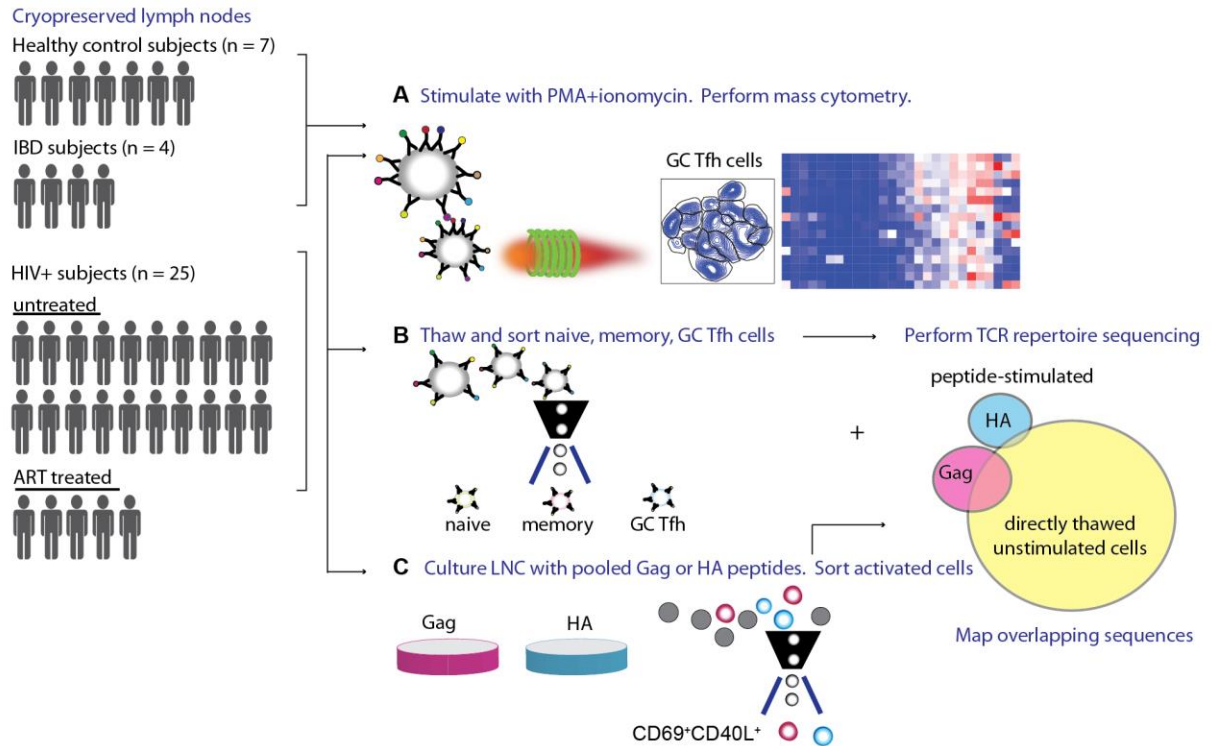 Cryopreserved lymph nodes
Healthy control subjects (n = 7)
IBD subjects (n = 4)
HIV+ subjects (n = 25)
untreated
ART treated
A Stimulate with PMA+ionomycin. Perform mass cytometry.
GC Tfh cells
B Thaw and sort naive, memory, GC Tfh cells
Perform TCR repertoire sequencing
naive
memory
GC Tfh
+
peptide-stimulated
HA
Gag
directly thawed
unstimulated cells
Map overlapping sequences
C Culture LNC with pooled Gag or HA peptides. Sort activated cells
Gag
HA
CD69⁺CD40L⁺